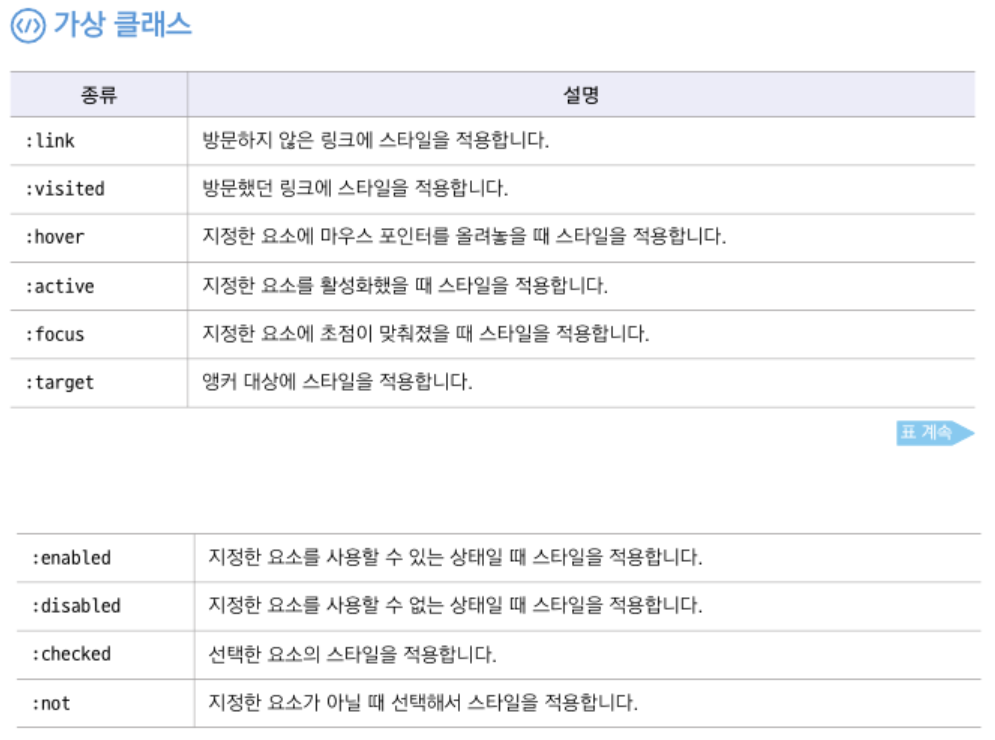 가상 클래스
종류 설명
:link 방문하지 않은 링크에 스타일을 적용합니다.
:visited 방문했던 링크에 스타일을 적용합니다.
:hover 지정한 요소에 마우스 포인터를 올려놓을 때 스타일을 적용합니다.
:active 지정한 요소를 활성화했을 때 스타일을 적용합니다.
:focus 지정한 요소에 초점이 맞춰졌을 때 스타일을 적용합니다.
:target 앵커 대상에 스타일을 적용합니다.
표 계속
:enabled 지정한 요소를 사용할 수 있는 상태일 때 스타일을 적용합니다.
:disabled 지정한 요소를 사용할 수 없는 상태일 때 스타일을 적용합니다.
:checked 선택한 요소의 스타일을 적용합니다.
:not 지정한 요소가 아닐 때 선택해서 스타일을 적용합니다.